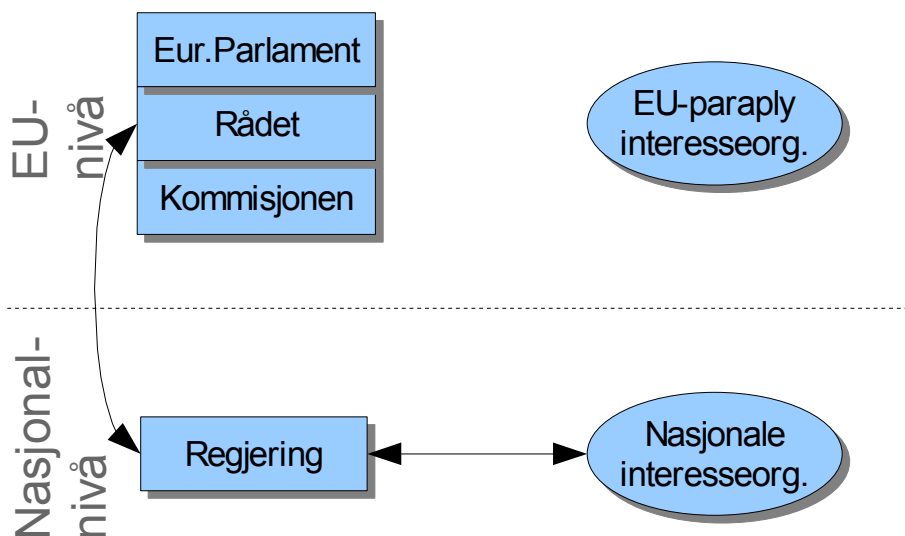 EU-
nivå
Eur.Parlament
Rådet
Kommisjonen
EU-paraply
interesseorg.
Nasjonal-
nivå
Regjering
Nasjonale
interesseorg.